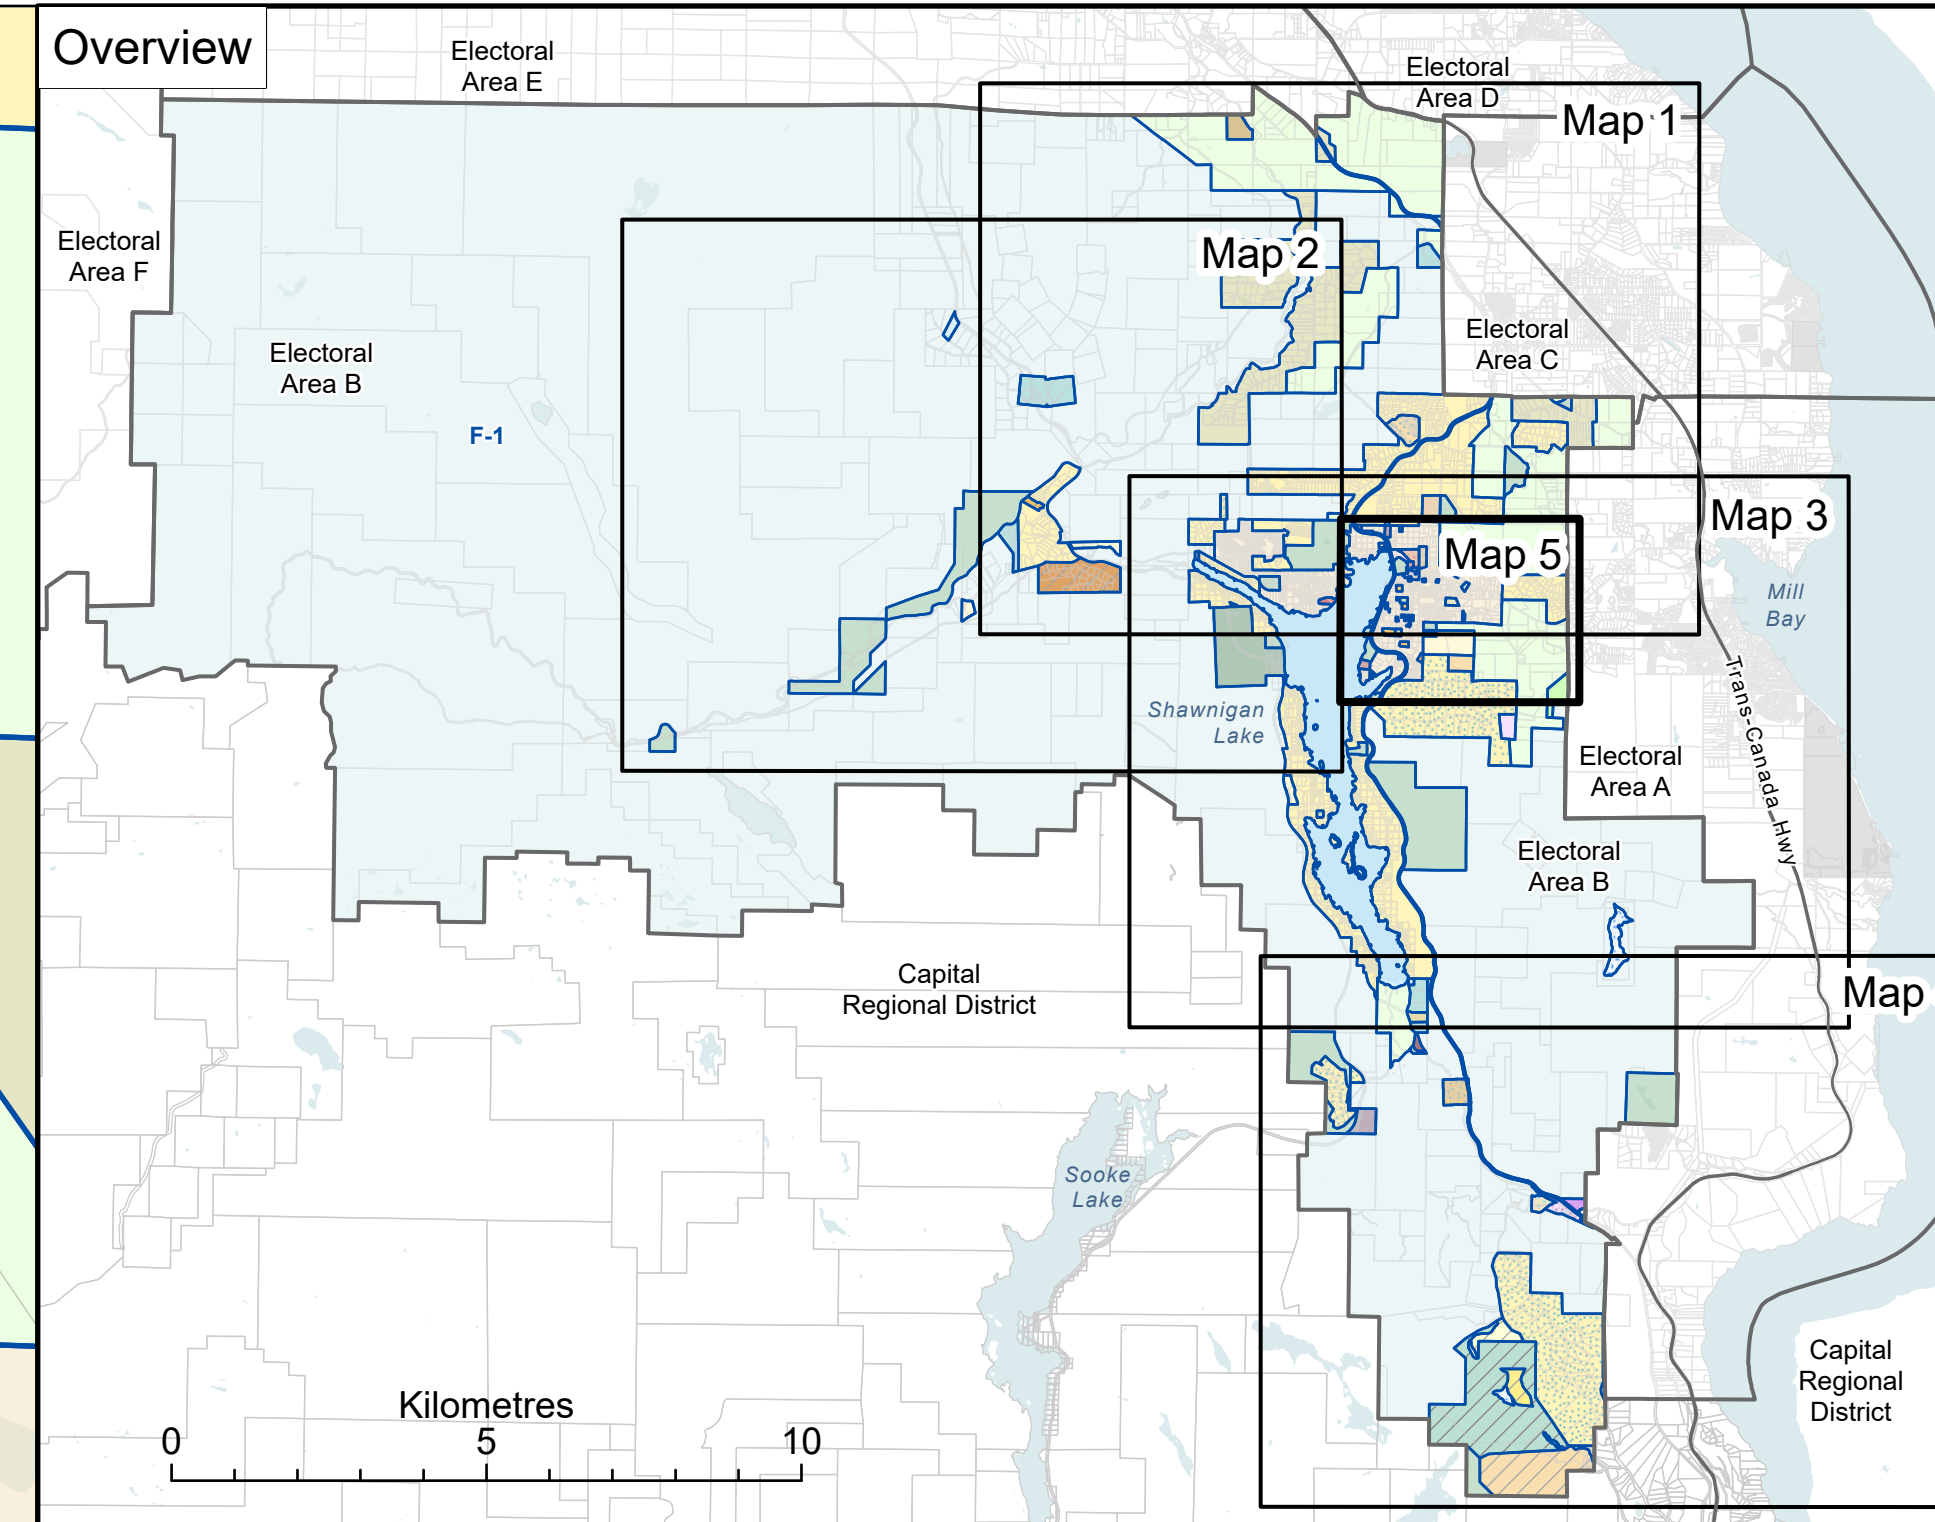 Overview
Electoral
Area E
Electoral
Area D
Map 1
Electoral
Area F
Map 2
Electoral
Area B
Electoral
Area C
F-1
Map 3
Map 5
Mill
Bay
Shawnigan
Lake
Trans-Canada Hwy
Electoral
Area A
Electoral
Area B
Capital
Regional District
Map
Sooke
Lake
Capital
Regional
District
Kilometres
0 5 10